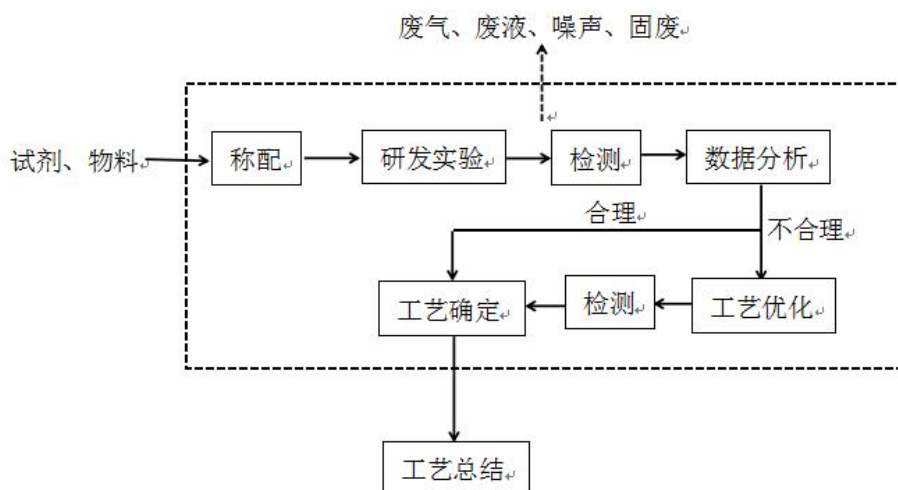 废气、废液、噪声、固废
试剂、物料
称配
研发实验
检测
数据分析
合理
不合理
工艺确定
检测
工艺优化
工艺总结